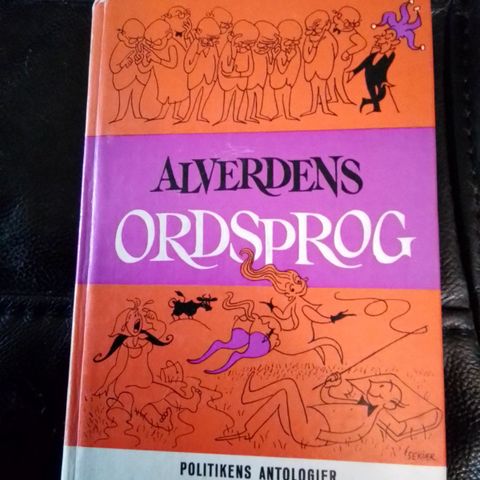 ALVERDENS
ORDSPROG
POLITIKENS ANTOLOGIER